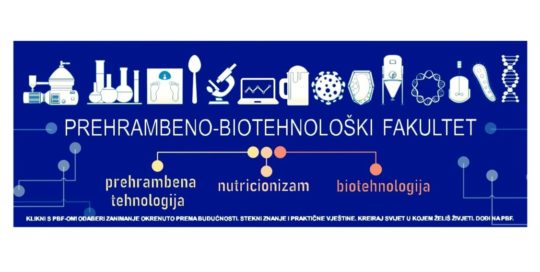 PREHRAMBENO-BIOTEHNOLOŠKI FAKULTET
prehrambena
tehnologija
nutricionizam
biotehnologija
KLIKNI S PBF-OM! ODABERI ZANIMANJE OKRENUTO PREMA BUDUĆNOSTI. STEKNI ZNANJE I PRAKTIČNE VJEŠTINE. KREIRAJ SVIJET U KOJEM ŽELIŠ ŽIVJETI. DOĐI NA PBF.